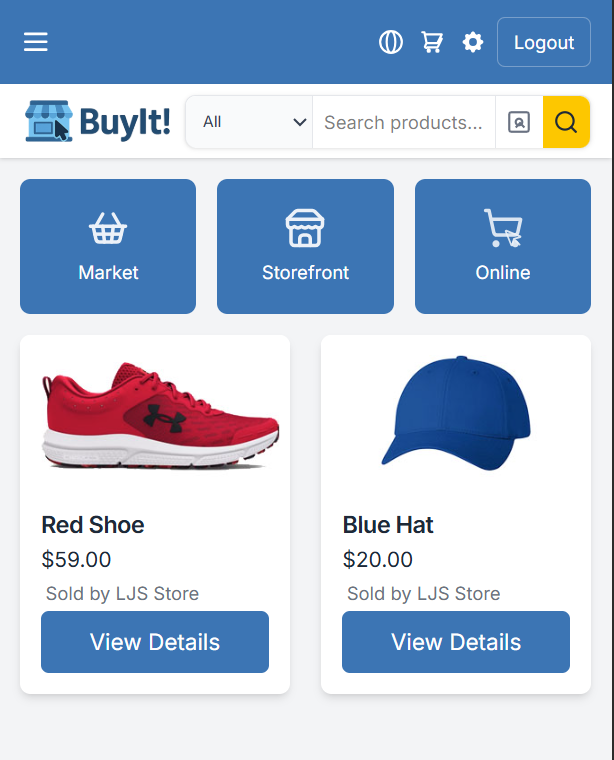 Logout
BuyIt!
All
Search products...
Market
Storefront
Online
Red Shoe
$59.00
Sold by LJS Store
View Details
Blue Hat
$20.00
Sold by LJS Store
View Details